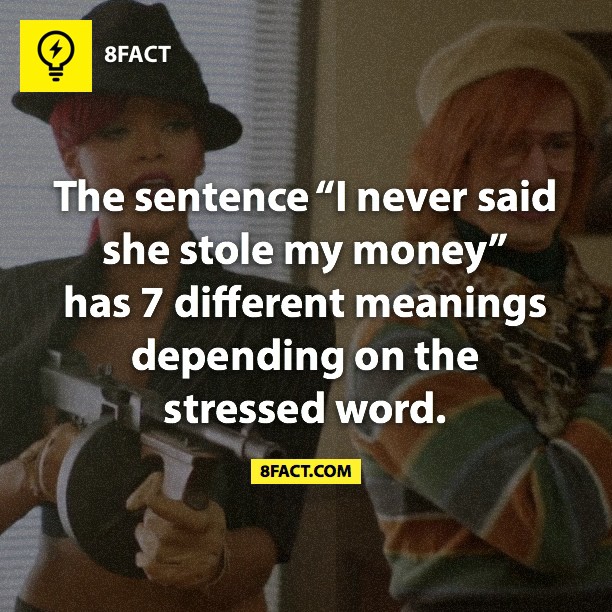 8FACT
The sentence “I never said
she stole my money”
has 7 different meanings
depending on the
stressed word.
8FACT.COM